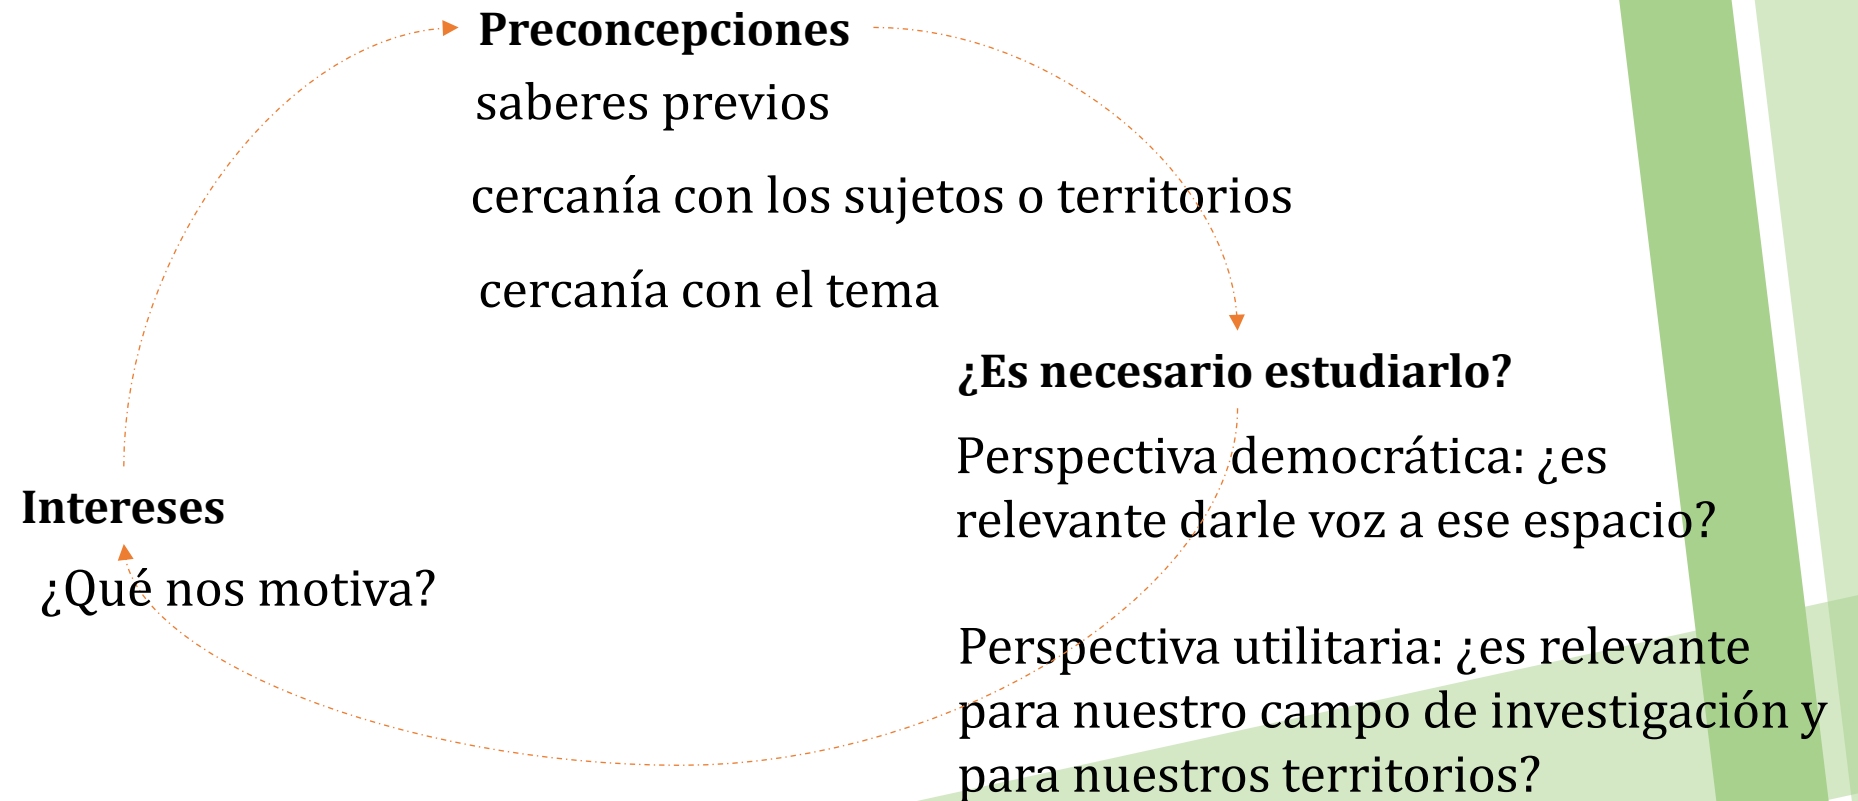 Preconcepciones
saberes previos
cercanía con los sujetos o territorios
cercanía con el tema
¿Es necesario estudiarlo?
Perspectiva democrática: ¿es
relevante darle voz a ese espacio?
Perspectiva utilitaria: ¿es relevante
para nuestro campo de investigación y
para nuestros territorios?
Intereses
¿Qué nos motiva?